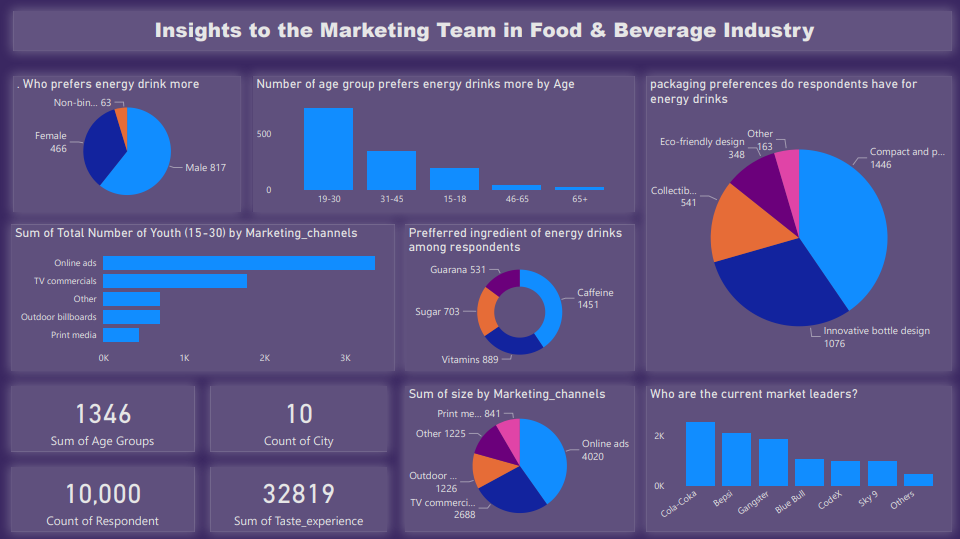 Insights to the Marketing Team in Food & Beverage Industry
. Who prefers energy drink more
Non-bin... 63
Female
466
Male 817
Number of age group prefers energy drinks more by Age
500
0
19-30
31-45
15-18
46-65
65+
packaging preferences do respondents have for
energy drinks
Other
163
Eco-friendly design
348
Compact and p...
1446
Collectib...
541
Innovative bottle design
1076
Sum of Total Number of Youth (15-30) by Marketing_channels
Online ads
TV commercials
Other
Outdoor billboards
Print media
0K
1K
2K
3K
Prefferred ingredient of energy drinks
among respondents
Guarana 531
Caffeine
1451
Sugar 703
Vitamins 889
1346
Sum of Age Groups
10
Count of City
10,000
Count of Respondent
32819
Sum of Taste_experience
Sum of size by Marketing_channels
Print me... 841
Other 1225
Online ads
4020
Outdoor ...
1226
TV commerci...
2688
Who are the current market leaders?
2K
0K
Cola-Coka
Bepsi
Gangster
Blue Bull
CodeX
Sky 9
Others